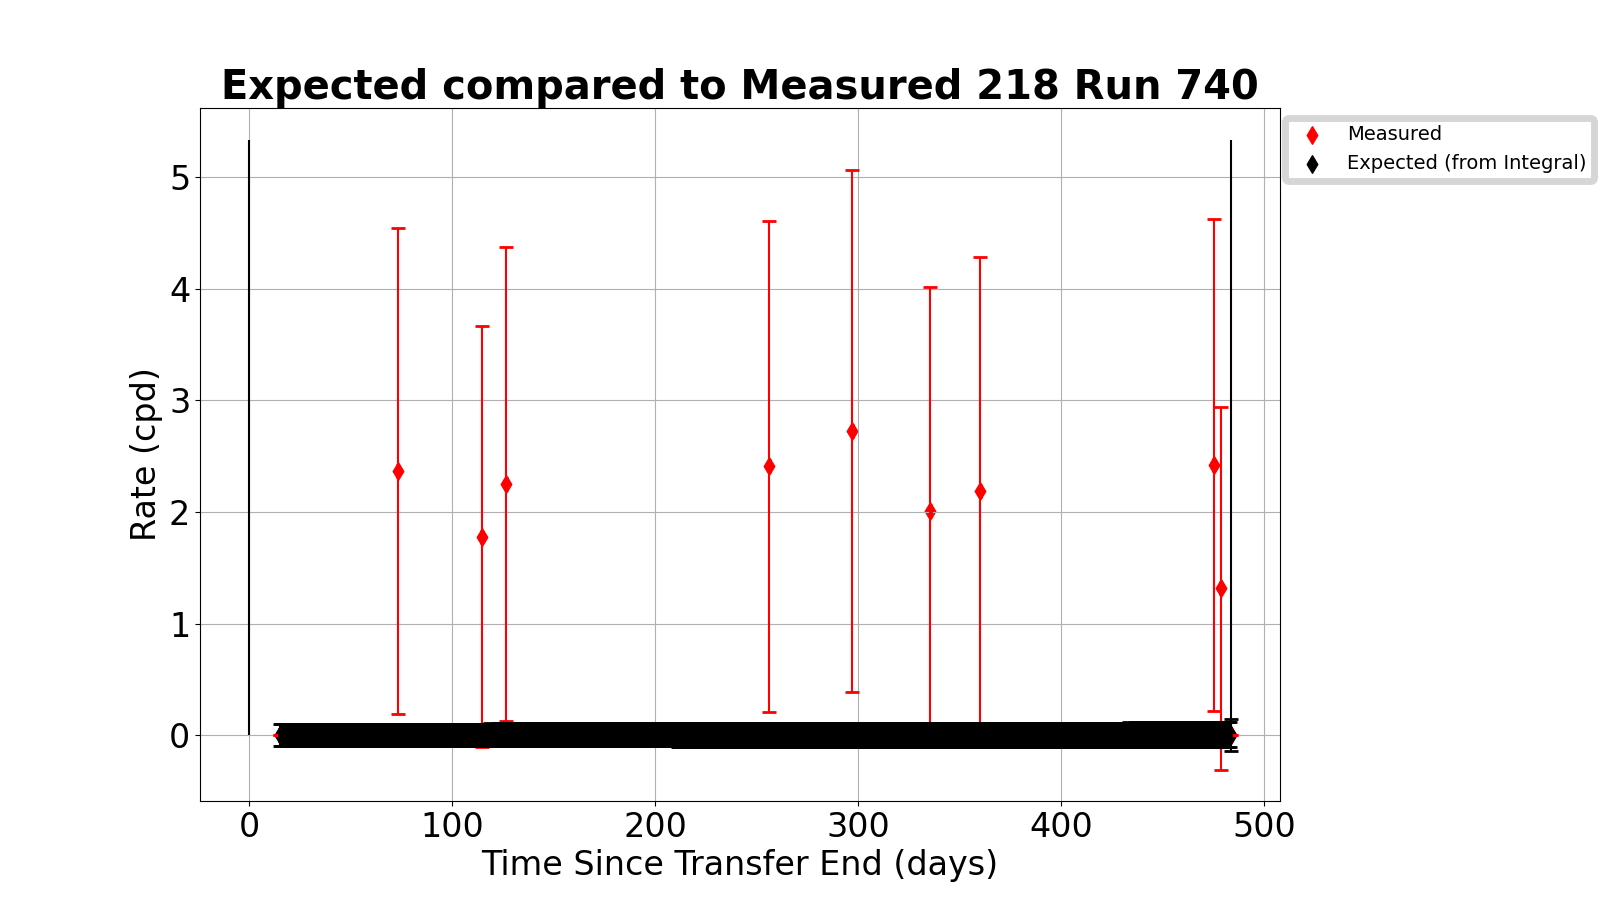 Expected compared to Measured 218 Run 740
Measured
Expected (from Integral)
5
4
3
2
1
0
Rate (cpd)
0 100 200 300 400 500
Time Since Transfer End (days)